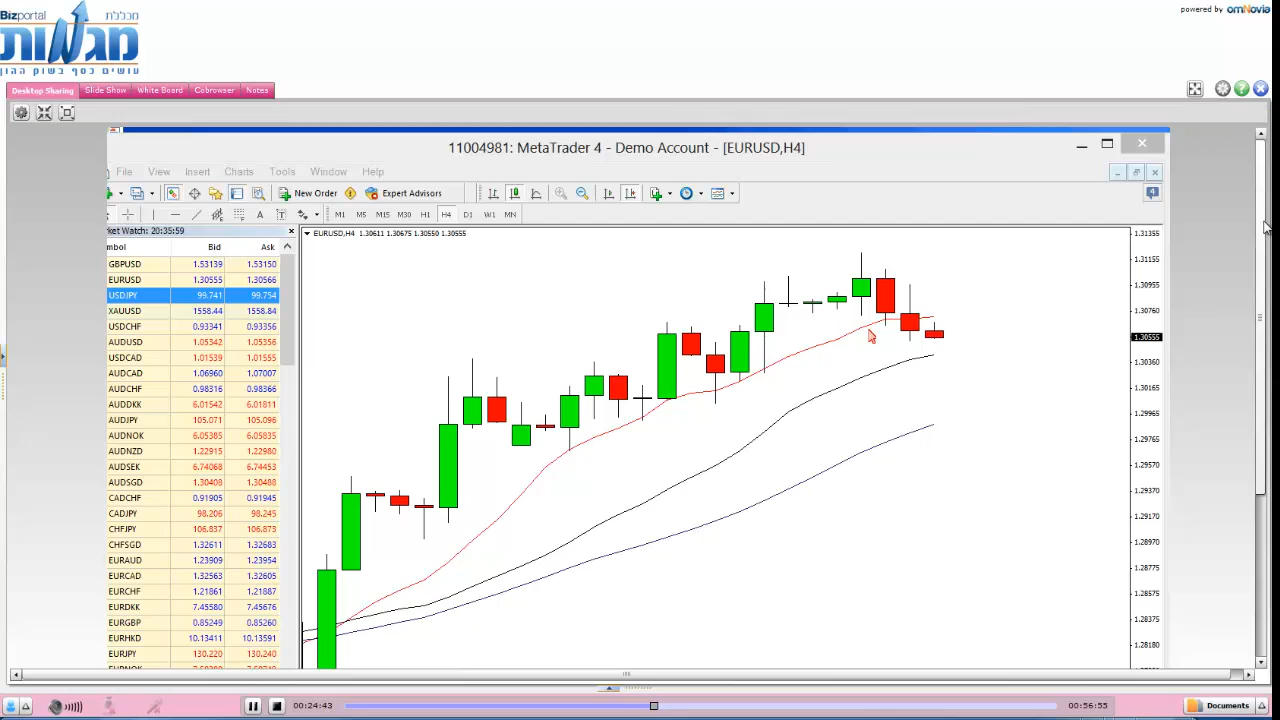 Bizportal מכללת
powered by omNovia
מגמות
עושים כסף בשוק ההון
Desktop Sharing Slide Show White Board Cobrowser Notes
11004981: MetaTrader 4 - Demo Account - [EURUSD,H4]
File View Insert Charts Tools Window Help
New Order Expert Advisors
A T M1 M5 M15 M30 H1 H4 D1 W1 MN
ket Watch: 20:35:59
mbol Bid Ask
GBPUSD 1.53139 1.53150
EURUSD 1.30555 1.30566
USDJPY 99.741 99.754
XAUUSD 1558.44 1558.84
USDCHF 0.93341 0.93356
AUDUSD 1.05342 1.05356
USDCAD 1.01539 1.01555
AUDCAD 1.06960 1.07007
AUDCHF 0.98316 0.98366
AUDDKK 6.01542 6.01811
AUDJPY 105.071 105.096
AUDNOK 6.05385 6.05835
AUDNZD 1.22915 1.22980
AUDSEK 6.74068 6.74453
AUDSGD 1.30408 1.30488
CADCHF 0.91905 0.91945
CADJPY 98.206 98.245
CHFJPY 106.837 106.873
CHFSGD 1.32611 1.32683
EURAUD 1.23909 1.23954
EURCAD 1.32563 1.32605
EURCHF 1.21861 1.21887
EURDKK 7.45580 7.45676
EURGBP 0.85249 0.85260
EURHKD 10.13411 10.13591
EURJPY 130.220 130.240
EURUSD,H4 1.30611 1.30675 1.30550 1.30555
1.31355
1.31155
1.30955
1.30760
1.30555
1.30360
1.30165
1.29965
1.29765
1.29570
1.29370
1.29170
1.28970
1.28775
1.28575
1.28375
1.28180
00:24:43 00:56:55 Documents